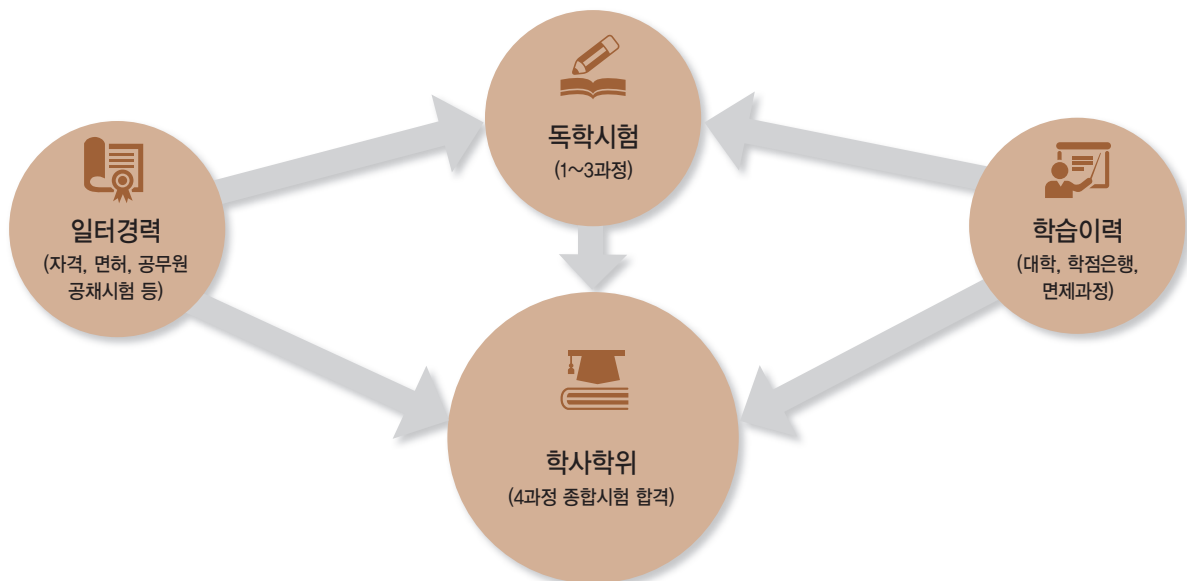 독학시험
(1～3과정)
일터경력
(자격, 면허, 공무원
공채시험 등)
학습이력
(대학, 학점은행,
면제과정)
학사학위
(4과정 종합시험 합격)